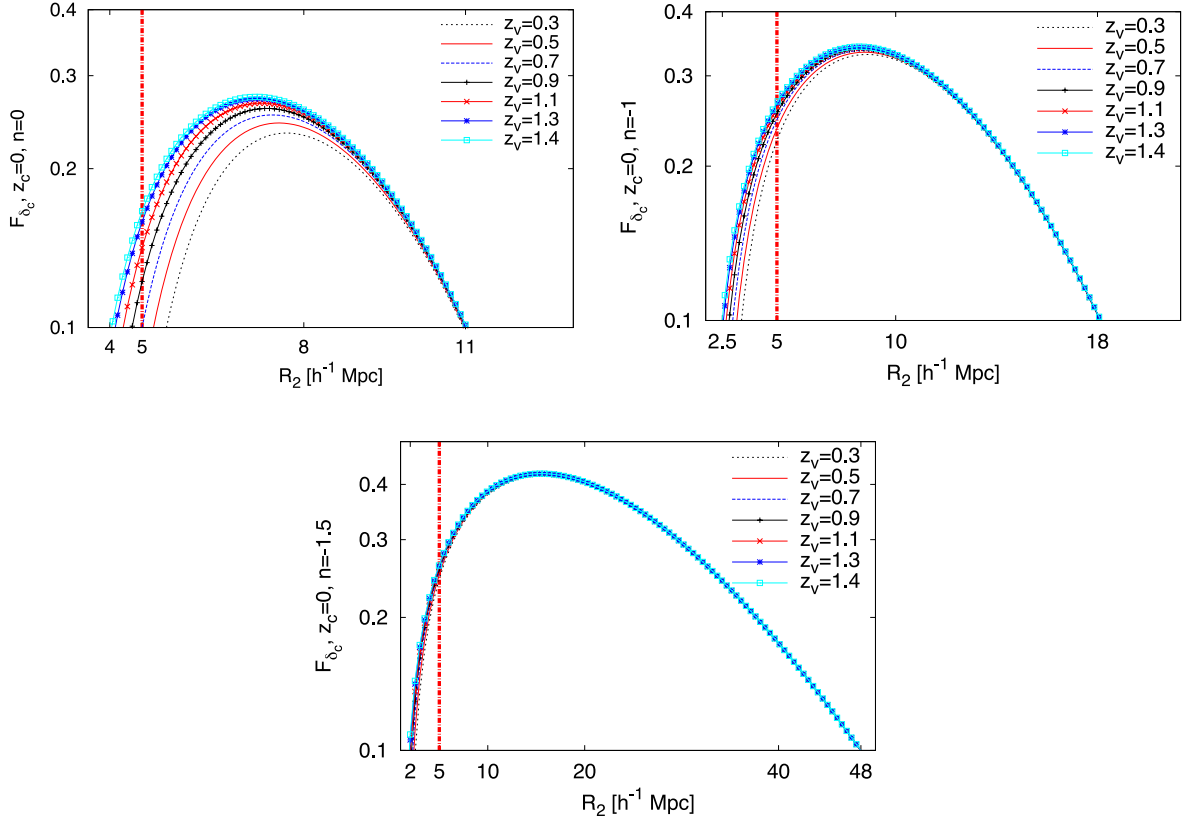 F_δc, z_c=0, n=0
0.4
0.3
0.2
0.1
z_v=0.3
z_v=0.5
z_v=0.7
z_v=0.9
z_v=1.1
z_v=1.3
z_v=1.4
4 5 8 11
R_2 [h^-1 Mpc]
F_δc, z_c=0, n=-1
0.3
0.2
0.1
z_v=0.3
z_v=0.5
z_v=0.7
z_v=0.9
z_v=1.1
z_v=1.3
z_v=1.4
2.5 5 10 18
R_2 [h^-1 Mpc]
F_δc, z_c=0, n=-1.5
0.4
0.3
0.2
0.1
z_v=0.3
z_v=0.5
z_v=0.7
z_v=0.9
z_v=1.1
z_v=1.3
z_v=1.4
2 5 10 20 40 48
R_2 [h^-1 Mpc]